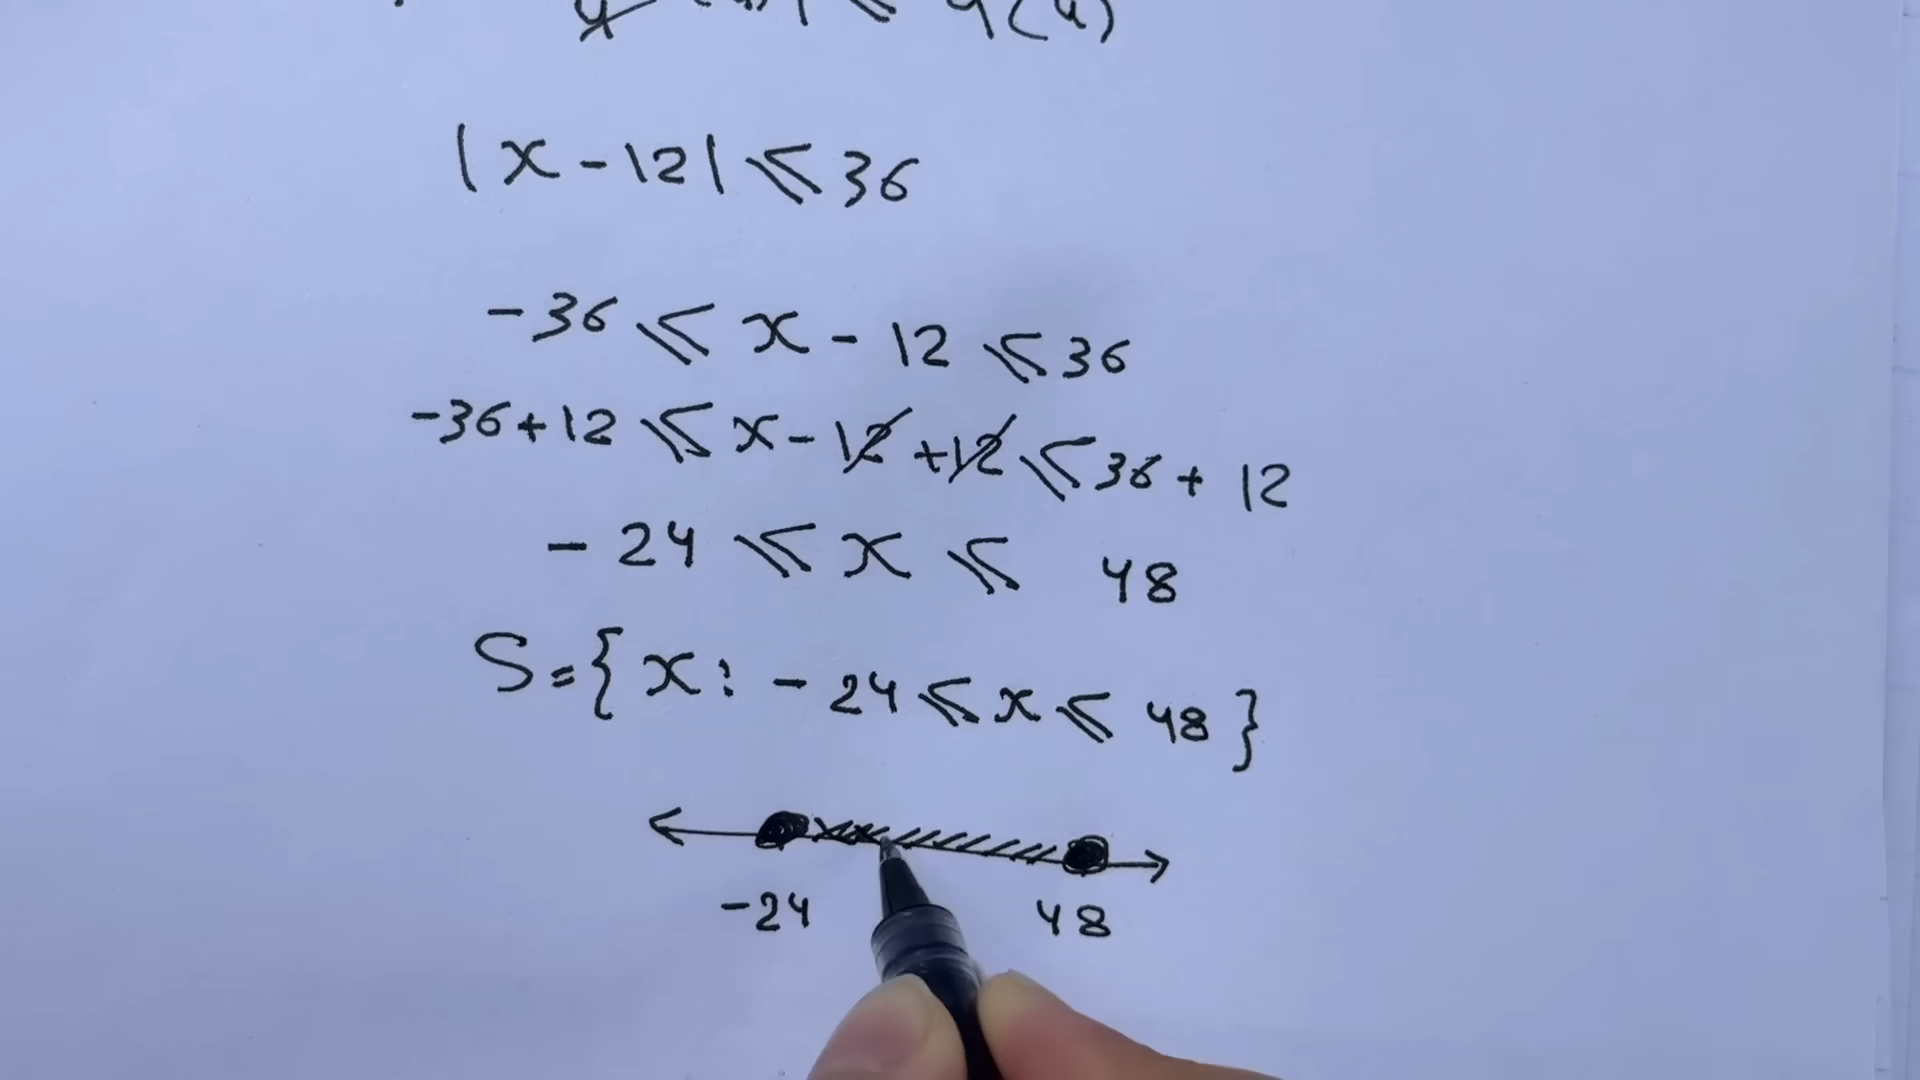 |x - 12| ⩽ 36
-36 ⩽ x - 12 ⩽ 36
-36+12 ⩽ x - 12 +12 ⩽ 36 + 12
- 24 ⩽ x ⩽ 48
S={ x: - 24 ⩽ x ⩽ 48 }
-24 48